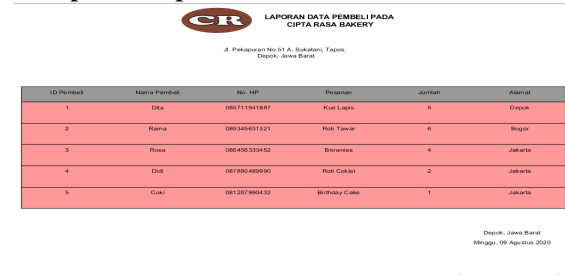 CR
LAPORAN DATA PEMBELI PADA
CIPTA RASA BAKERY
Jl. Pekapuran No.51 A, Sukatani, Tapos,
Depok, Jawa Barat
ID Pembeli Nama Pembeli No. HP Pesanan Jumlah Alamat
1 Dita 085711941887 Kue Lapis 5 Depok
2 Rama 089345631321 Roti Tawar 6 Bogor
3 Rosa 086456333452 Brownies 4 Jakarta
4 Didi 087880489990 Roti Coklat 2 Jakarta
5 Coki 081287990432 Birthday Cake 1 Jakarta
Depok, Jawa Barat
Minggu, 09 Agustus 2020